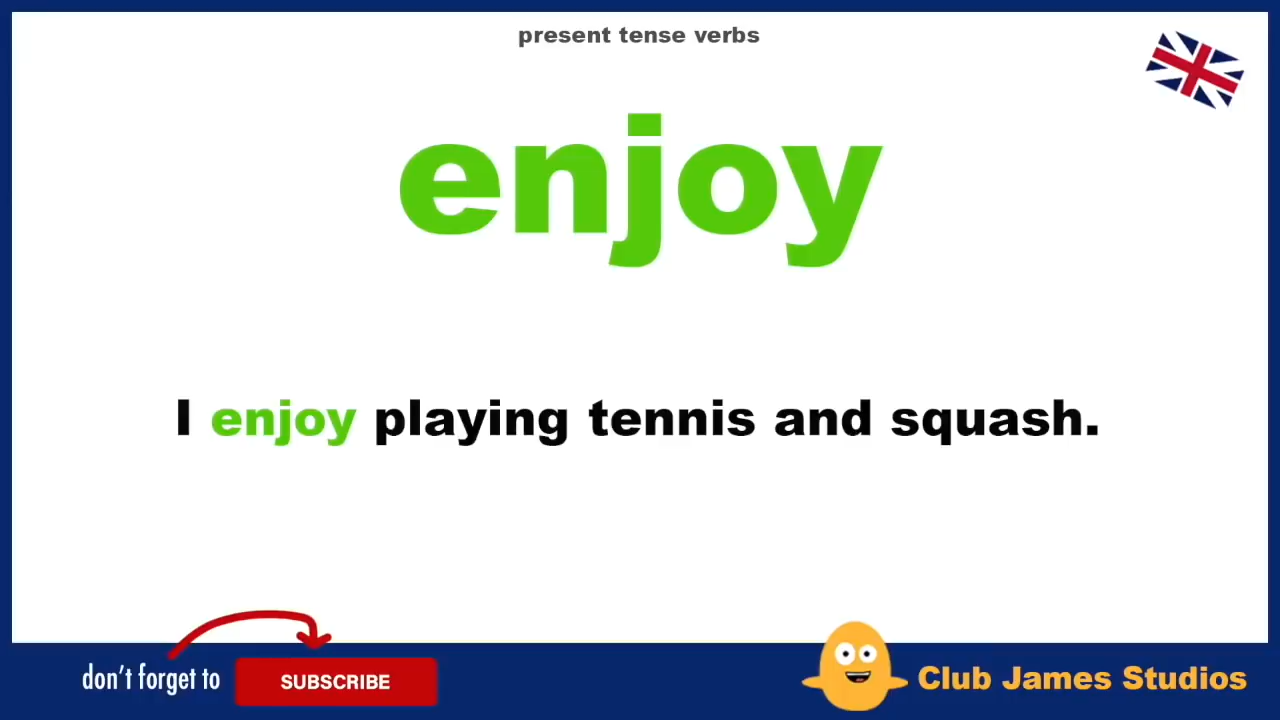 present tense verbs
enjoy
I enjoy playing tennis and squash.
don't forget to SUBSCRIBE
Club James Studios